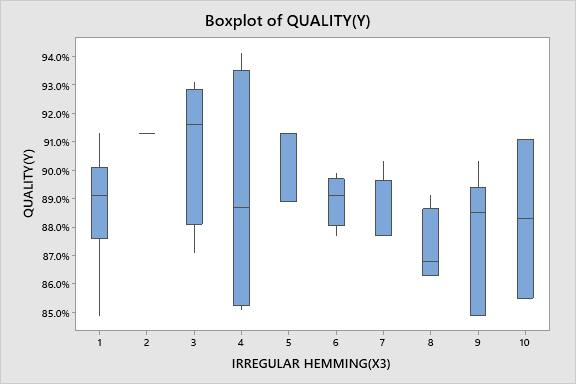 Boxplot of QUALITY(Y)
94.0%
93.0%
92.0%
91.0%
90.0%
89.0%
88.0%
87.0%
86.0%
85.0%
QUALITY(Y)
1 2 3 4 5 6 7 8 9 10
IRREGULAR HEMMING(X3)